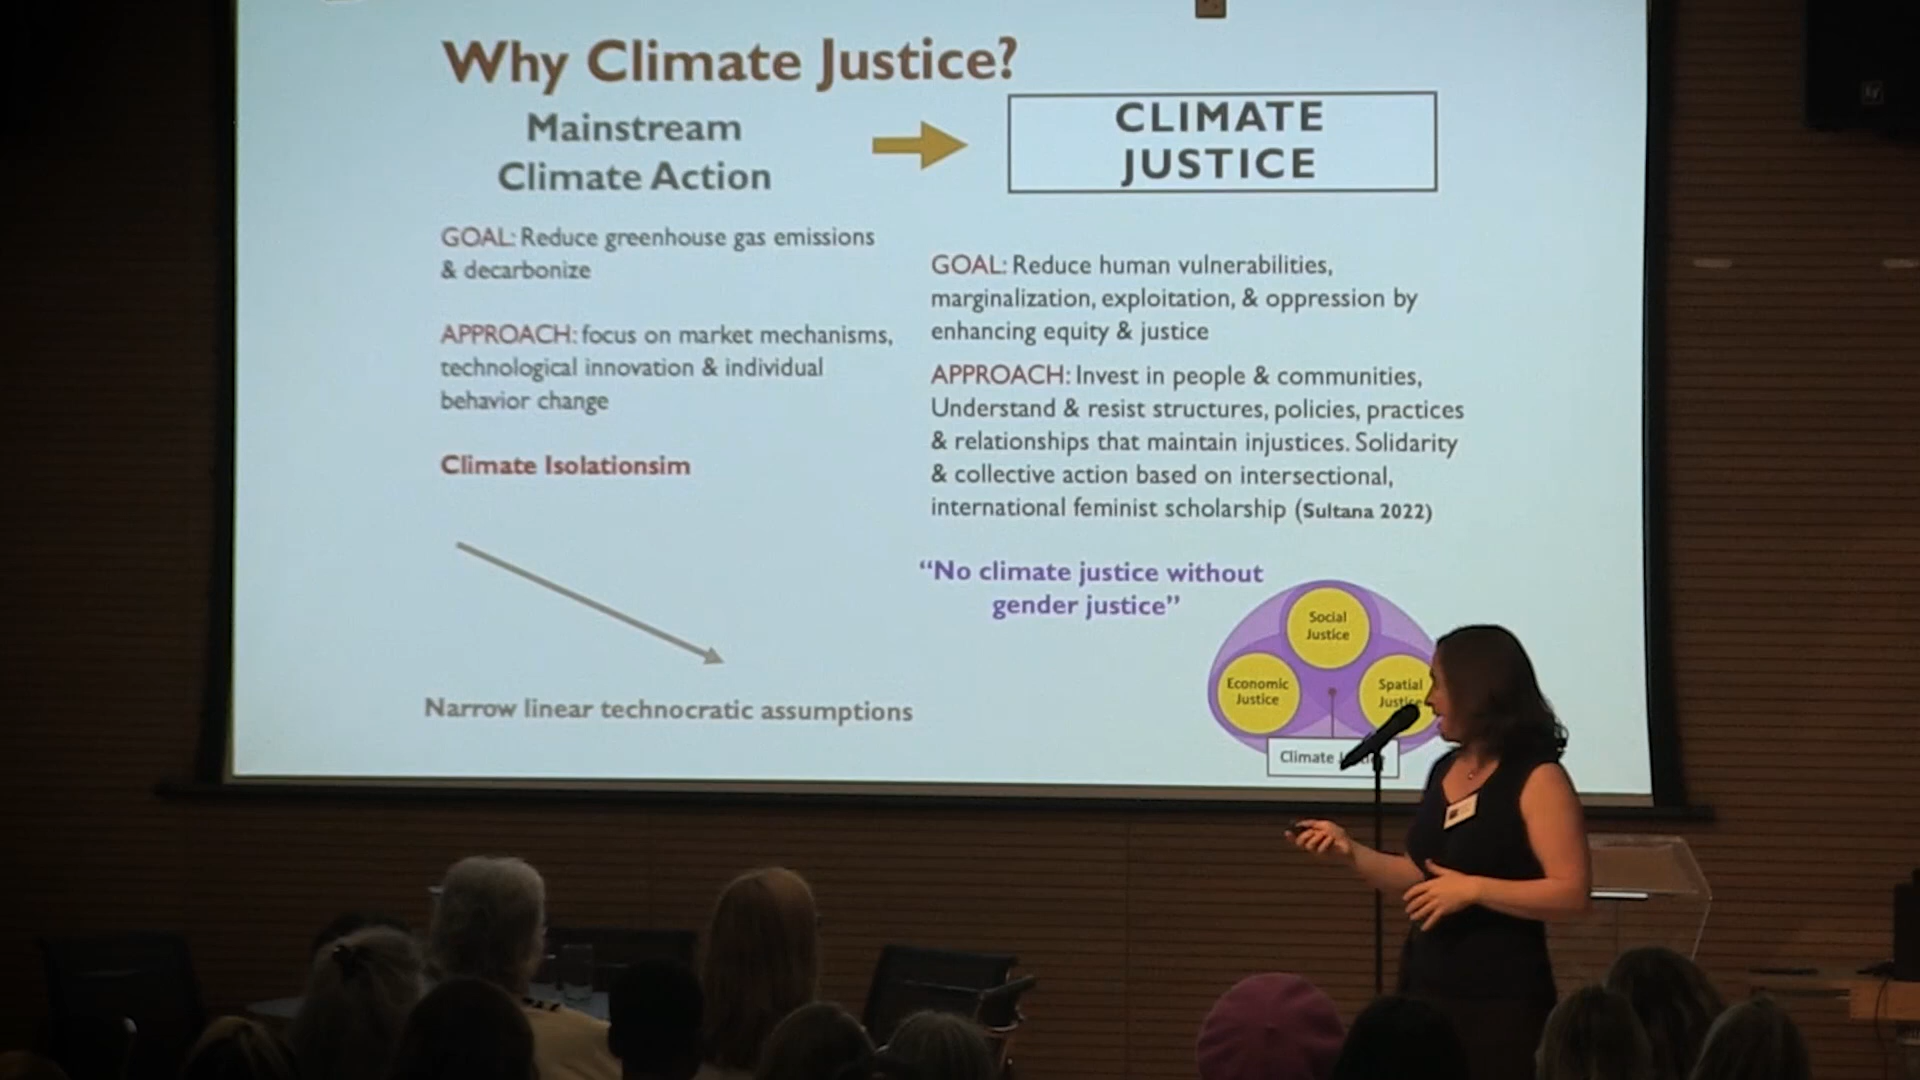 Why Climate Justice?
Mainstream
Climate Action
GOAL: Reduce greenhouse gas emissions
& decarbonize
APPROACH: focus on market mechanisms,
technological innovation & individual
behavior change
Climate Isolationsim
Narrow linear technocratic assumptions
CLIMATE
JUSTICE
GOAL: Reduce human vulnerabilities,
marginalization, exploitation, & oppression by
enhancing equity & justice
APPROACH: Invest in people & communities,
Understand & resist structures, policies, practices
& relationships that maintain injustices. Solidarity
& collective action based on intersectional,
international feminist scholarship (Sultana 2022)
“No climate justice without
gender justice”
Social
Justice
Economic
Justice
Spatial
Climate